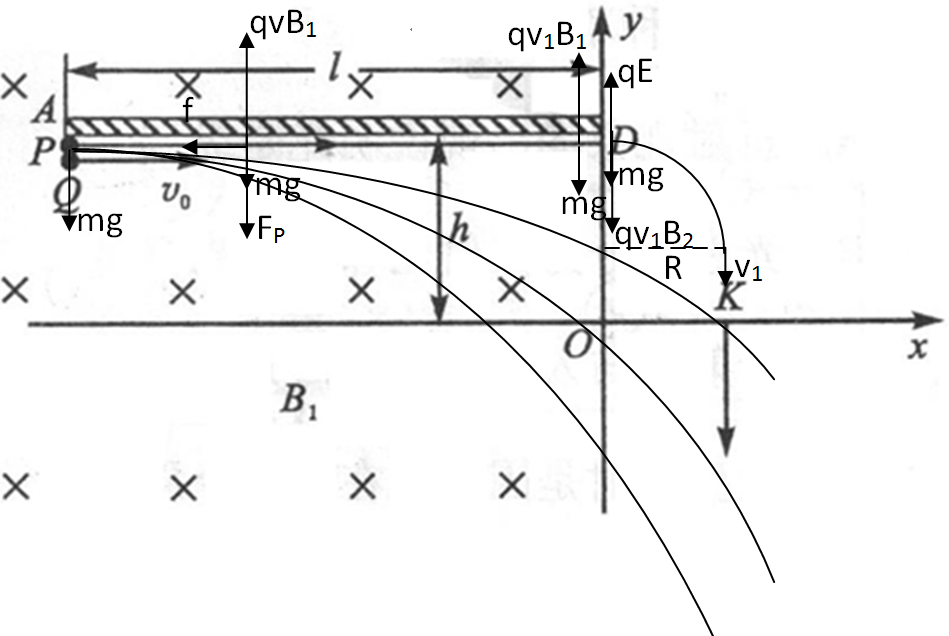 qvB₁
qv₁B₁
y
l
qE
f
A
P
D
Q
v₀
mg
mg
mg
mg
F_P
h
qv₁B₂
R
v₁
K
O
x
B₁